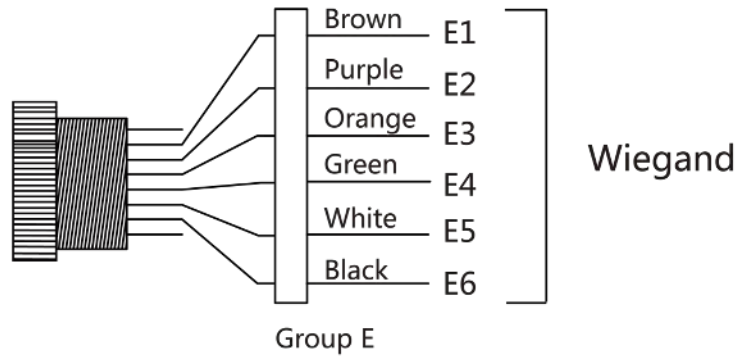 Brown E1
Purple E2
Orange E3
Green E4
White E5
Black E6
Wiegand
Group E